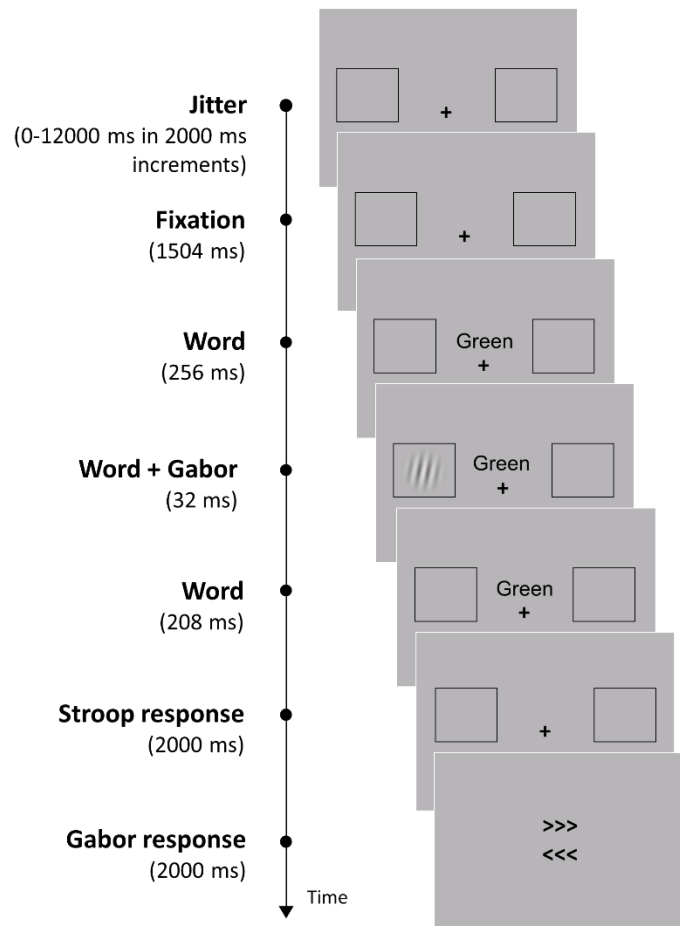 Jitter
(0-12000 ms in 2000 ms
increments)
+
Fixation
(1504 ms)
+
Word
(256 ms)
Green
+
Word + Gabor
(32 ms)
Green
+
Word
(208 ms)
Green
+
Stroop response
(2000 ms)
+
Gabor response
(2000 ms)
>>>
<<<
Time